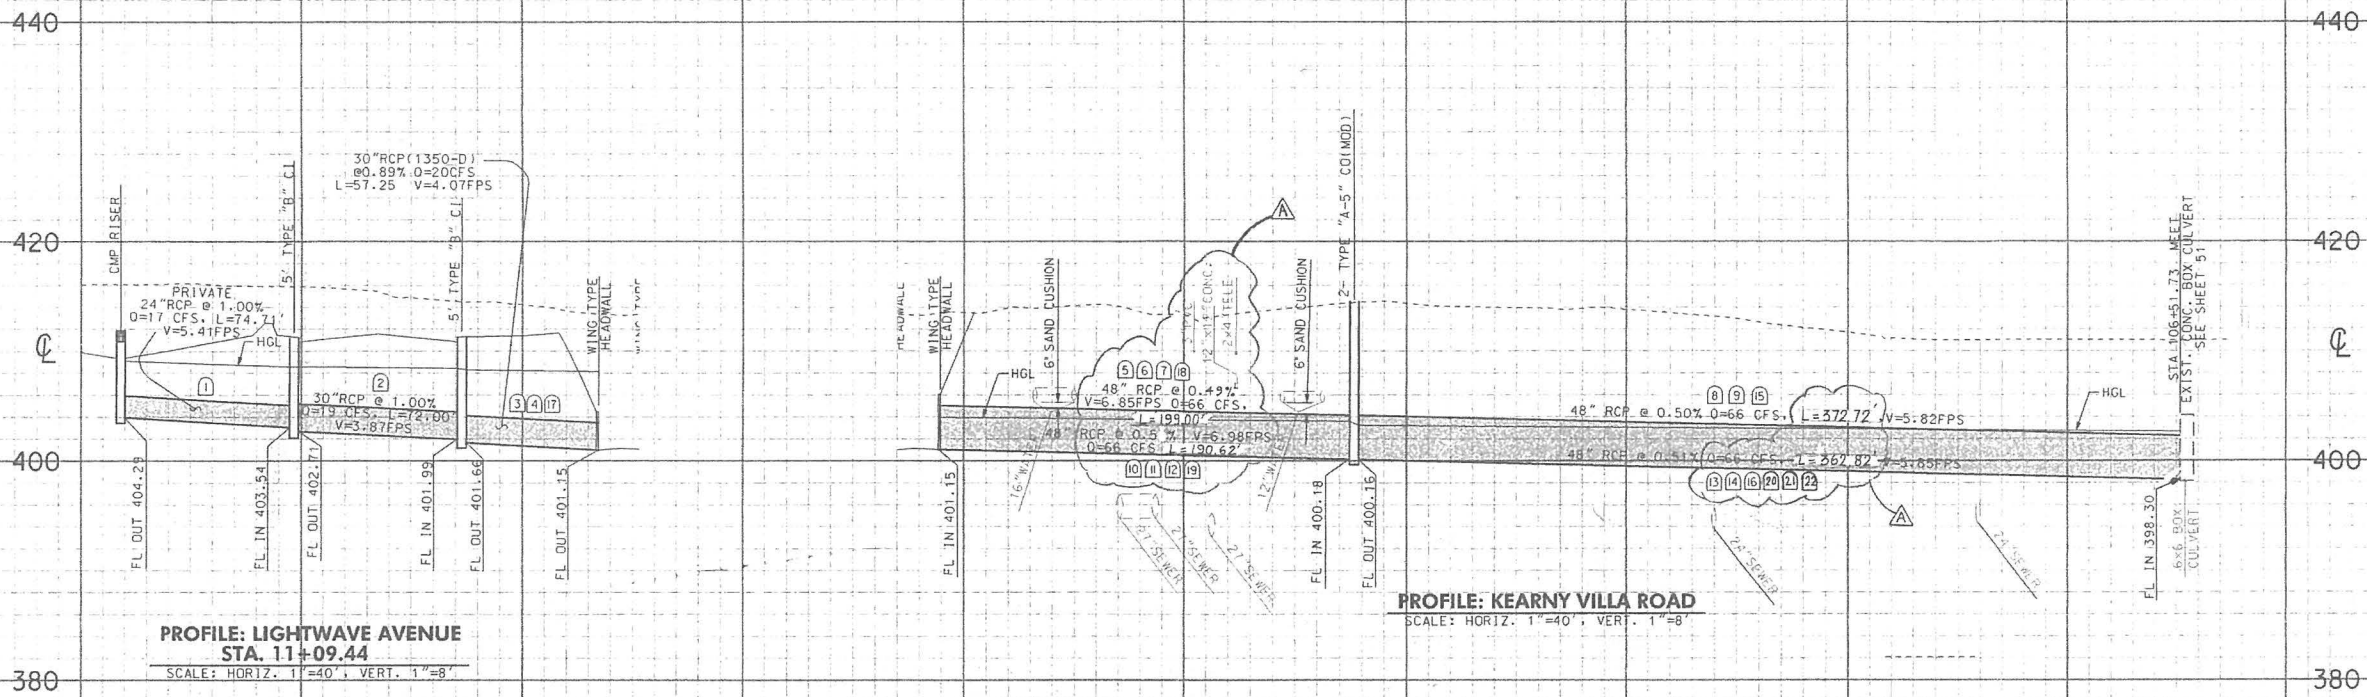 440
440
420
420
400
400
380
380
CMP RISER
PRIVATE
24"RCP @ 1.00%
Q=17 CFS, L=74.71'
V=5.41FPS
HGL
5' TYPE "B" CI
30"RCP(1350-D)
@0.89% Q=20CFS
L=57.25 V=4.07FPS
5' TYPE "B" CI
WING TYPE
HEADWALL
1
2
30"RCP @ 1.00%
Q=19 CFS, L=72.00'
V=3.87FPS
3 4 17
FL OUT 404.29
FL IN 403.54
FL OUT 402.71
FL IN 401.99
FL OUT 401.66
FL OUT 401.15
PROFILE: LIGHTWAVE AVENUE
STA. 11+09.44
SCALE: HORIZ. 1"=40', VERT. 1"=8'
HEADWALL
WING TYPE
HEADWALL
HGL
6" SAND CUSHION
A
2-4"TELE
6" SAND CUSHION
2- TYPE "A-5" CO(MOD)
5 6 7 18
48" RCP @ 0.49%
V=6.85FPS Q=66 CFS,
L=199.00'
V=6.98FPS
Q=66 CFS L=190.62'
10 11 12 19
27"SEWER
27"SEWER
27"SEWER
FL IN 401.15
FL IN 400.18
FL OUT 400.16
8 9 15
48" RCP @ 0.50% Q=66 CFS, L=372.72' V=5.82FPS
48" RCP @ 0.51% Q=66 CFS, L=362.82' V=5.85FPS
13 14 16 20 21 22
A
24"SEWER
24"SEWER
HGL
STA 106+51.73 MEET
EXIST. CONC. BOX CULVERT
SEE SHEET 51
FL IN 398.30
6x6 BOX
CULVERT
PROFILE: KEARNY VILLA ROAD
SCALE: HORIZ. 1"=40', VERT. 1"=8'